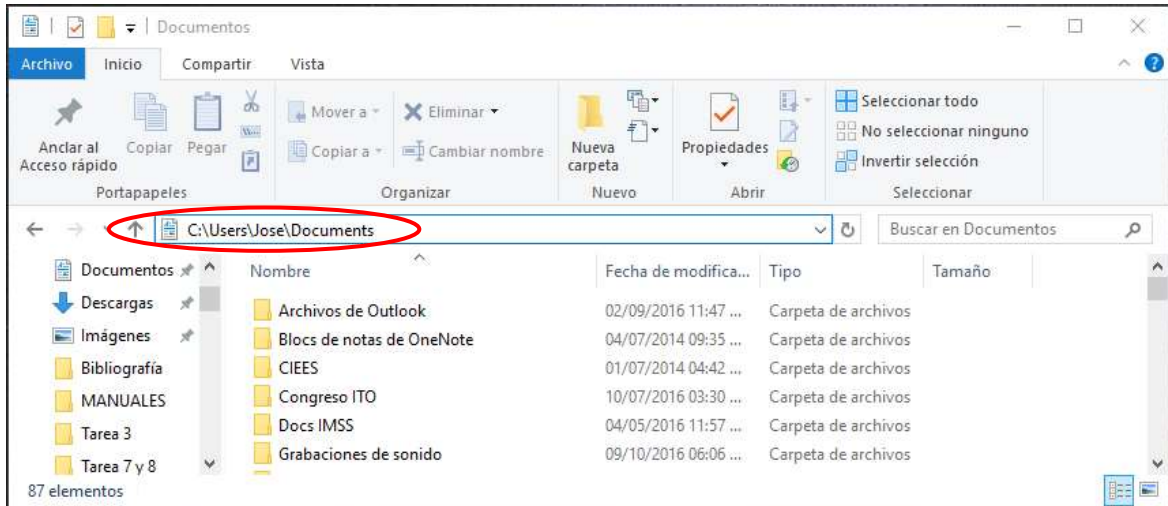 Documentos
Archivo Inicio Compartir Vista
Anclar al Acceso rápido Copiar Pegar
Mover a Eliminar
Copiar a Cambiar nombre
Nueva carpeta
Propiedades
Seleccionar todo
No seleccionar ninguno
Invertir selección
Portapapeles Organizar Nuevo Abrir Seleccionar
C:\Users\Jose\Documents Buscar en Documentos
Documentos
Descargas
Imágenes
Bibliografía
MANUALES
Tarea 3
Tarea 7 y 8
Nombre Fecha de modifica... Tipo Tamaño
Archivos de Outlook 02/09/2016 11:47 ... Carpeta de archivos
Blocs de notas de OneNote 04/07/2014 09:35 ... Carpeta de archivos
CIEES 01/07/2014 04:42 ... Carpeta de archivos
Congreso ITO 10/07/2016 03:30 ... Carpeta de archivos
Docs IMSS 04/05/2016 11:57 ... Carpeta de archivos
Grabaciones de sonido 09/10/2016 06:06 ... Carpeta de archivos
87 elementos